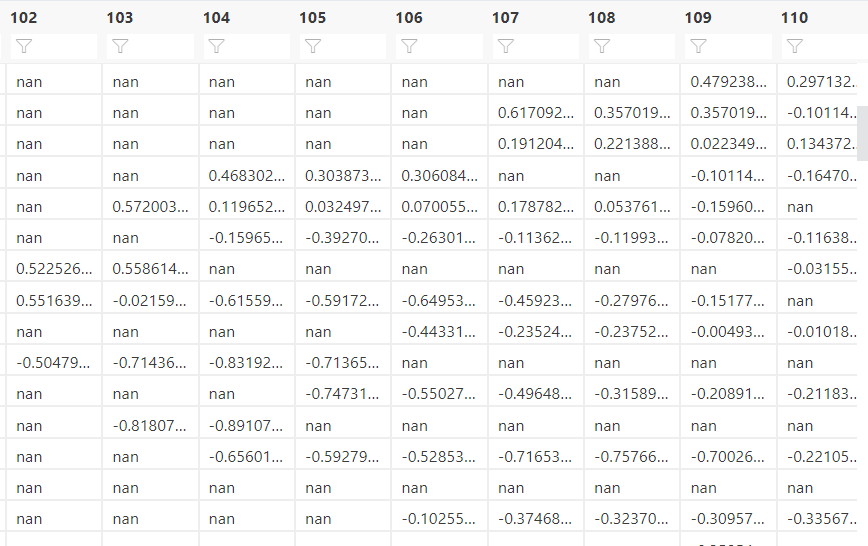 102 103 104 105 106 107 108 109 110
nan nan nan nan nan nan nan 0.479238... 0.297132...
nan nan nan nan nan 0.617092... 0.357019... 0.357019... -0.10114...
nan nan nan nan nan 0.191204... 0.221388... 0.022349... 0.134372...
nan nan 0.468302... 0.303873... 0.306084... nan nan -0.10114... -0.16470...
nan 0.572003... 0.119652... 0.032497... 0.070055... 0.178782... 0.053761... -0.15960... nan
nan nan -0.15965... -0.39270... -0.26301... -0.11362... -0.11993... -0.07820... -0.11638...
0.522526... 0.558614... nan nan nan nan nan nan -0.03155...
0.551639... -0.02159... -0.61559... -0.59172... -0.64953... -0.45923... -0.27976... -0.15177... nan
nan nan nan nan -0.44331... -0.23524... -0.23752... -0.00493... -0.01018...
-0.50479... -0.71436... -0.83192... -0.71365... nan nan nan nan nan
nan nan nan -0.74731... -0.55027... -0.49648... -0.31589... -0.20891... -0.21183...
nan -0.81807... -0.89107... nan nan nan nan nan nan
nan nan -0.65601... -0.59279... -0.52853... -0.71653... -0.75766... -0.70026... -0.22105...
nan nan nan nan nan nan nan nan nan
nan nan nan nan -0.10255... -0.37468... -0.32370... -0.30957... -0.33567...